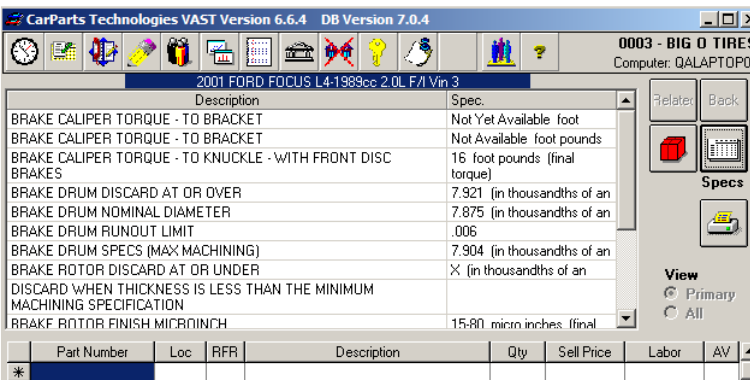 CarParts Technologies VAST Version 6.6.4 DB Version 7.0.4
0003 - BIG O TIRES
Computer: QALAPTOP0
2001 FORD FOCUS L4-1989cc 2.0L F/I Vin 3
Description Spec.
Related Back
BRAKE CALIPER TORQUE - TO BRACKET Not Yet Available foot
BRAKE CALIPER TORQUE - TO BRACKET Not Available foot pounds
BRAKE CALIPER TORQUE - TO KNUCKLE - WITH FRONT DISC 16 foot pounds (final
BRAKES torque)
Specs
BRAKE DRUM DISCARD AT OR OVER 7.921 (in thousandths of an
BRAKE DRUM NOMINAL DIAMETER 7.875 (in thousandths of an
BRAKE DRUM RUNOUT LIMIT .006
BRAKE DRUM SPECS (MAX MACHINING) 7.904 (in thousandths of an
BRAKE ROTOR DISCARD AT OR UNDER X (in thousandths of an
DISCARD WHEN THICKNESS IS LESS THAN THE MINIMUM
MACHINING SPECIFICATION
BRAKE ROTOR FINISH MICROINCH 15-80 micro inches (final
View
Primary
All
Part Number Loc RFR Description Qty Sell Price Labor AV